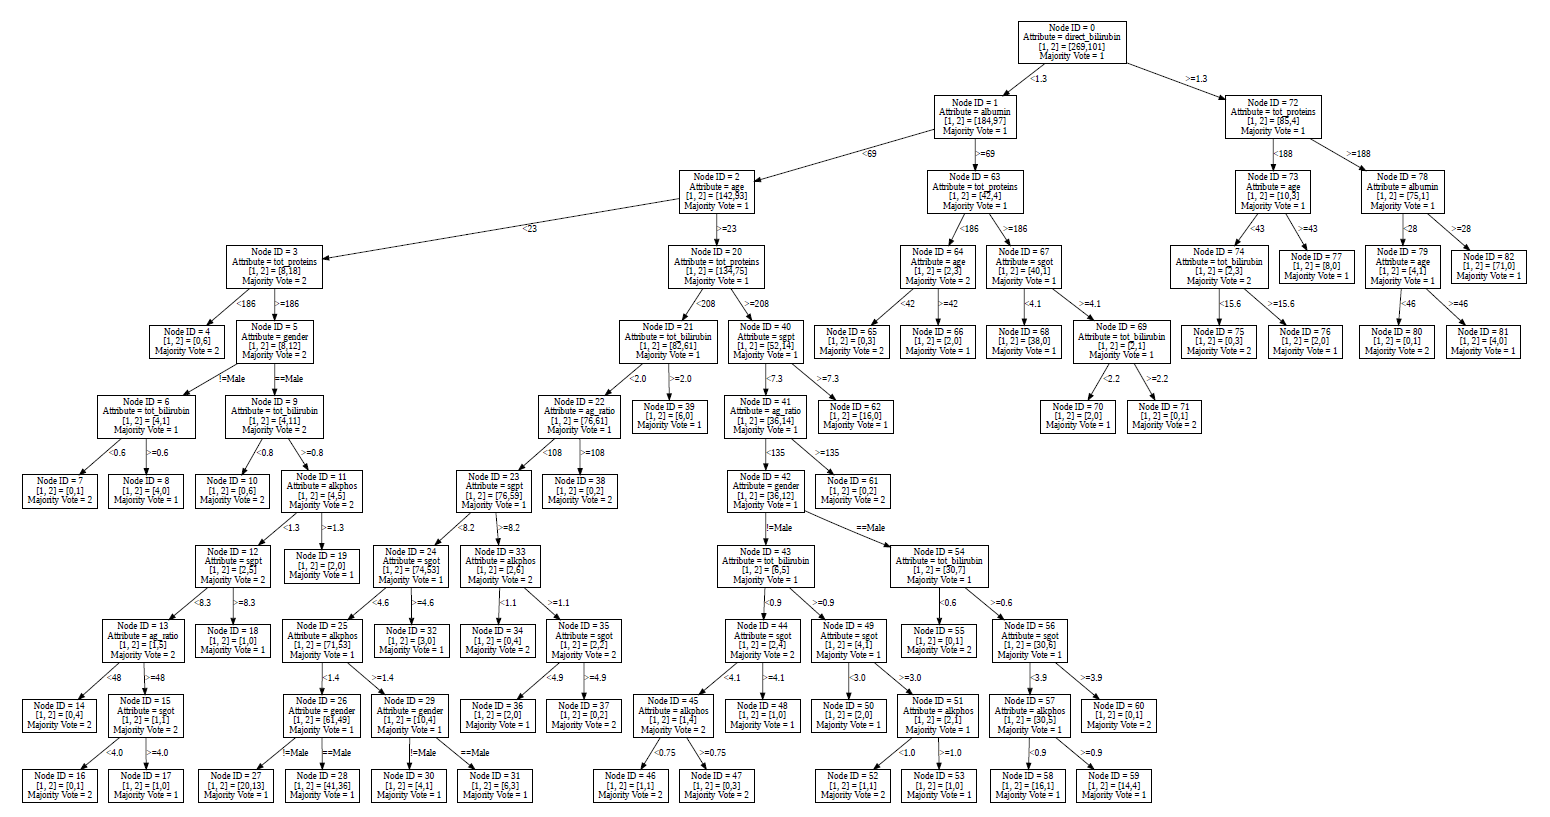 Node ID = 0
Attribute = direct_bilirubin
[1, 2] = [269,101]
Majority Vote = 1
<1.3
>=1.3
Node ID = 1
Attribute = albumin
[1, 2] = [184,97]
Majority Vote = 1
Node ID = 72
Attribute = tot_proteins
[1, 2] = [85,4]
Majority Vote = 1
<69
>=69
<188
>=188
Node ID = 2
Attribute = age
[1, 2] = [142,93]
Majority Vote = 1
Node ID = 63
Attribute = tot_proteins
[1, 2] = [42,4]
Majority Vote = 1
Node ID = 73
Attribute = age
[1, 2] = [10,3]
Majority Vote = 1
Node ID = 78
Attribute = albumin
[1, 2] = [75,1]
Majority Vote = 1
<23
>=23
<186
>=186
<43
>=43
<28
>=28
Node ID = 3
Attribute = tot_proteins
[1, 2] = [8,18]
Majority Vote = 2
Node ID = 20
Attribute = tot_proteins
[1, 2] = [134,75]
Majority Vote = 1
Node ID = 64
Attribute = age
[1, 2] = [2,3]
Majority Vote = 2
Node ID = 67
Attribute = sgot
[1, 2] = [40,1]
Majority Vote = 1
Node ID = 74
Attribute = tot_bilirubin
[1, 2] = [2,3]
Majority Vote = 2
Node ID = 77
[1, 2] = [8,0]
Majority Vote = 1
Node ID = 79
Attribute = age
[1, 2] = [4,1]
Majority Vote = 1
Node ID = 82
[1, 2] = [71,0]
Majority Vote = 1
<186
>=186
<208
>=208
<42
>=42
<4.1
>=4.1
<15.6
>=15.6
<46
>=46
Node ID = 4
[1, 2] = [0,6]
Majority Vote = 2
Node ID = 5
Attribute = gender
[1, 2] = [8,12]
Majority Vote = 2
Node ID = 21
Attribute = tot_bilirubin
[1, 2] = [82,61]
Majority Vote = 1
Node ID = 40
Attribute = sgpt
[1, 2] = [52,14]
Majority Vote = 1
Node ID = 65
[1, 2] = [0,3]
Majority Vote = 2
Node ID = 66
[1, 2] = [2,0]
Majority Vote = 1
Node ID = 68
[1, 2] = [38,0]
Majority Vote = 1
Node ID = 69
Attribute = tot_bilirubin
[1, 2] = [2,1]
Majority Vote = 1
Node ID = 75
[1, 2] = [0,3]
Majority Vote = 2
Node ID = 76
[1, 2] = [2,0]
Majority Vote = 1
Node ID = 80
[1, 2] = [0,1]
Majority Vote = 2
Node ID = 81
[1, 2] = [4,0]
Majority Vote = 1
!=Male
==Male
<2.0
>=2.0
<7.3
>=7.3
<2.2
>=2.2
Node ID = 6
Attribute = tot_bilirubin
[1, 2] = [4,1]
Majority Vote = 1
Node ID = 9
Attribute = tot_bilirubin
[1, 2] = [4,11]
Majority Vote = 2
Node ID = 22
Attribute = ag_ratio
[1, 2] = [76,61]
Majority Vote = 1
Node ID = 39
[1, 2] = [6,0]
Majority Vote = 1
Node ID = 41
Attribute = ag_ratio
[1, 2] = [36,14]
Majority Vote = 1
Node ID = 62
[1, 2] = [16,0]
Majority Vote = 1
Node ID = 70
[1, 2] = [2,0]
Majority Vote = 1
Node ID = 71
[1, 2] = [0,1]
Majority Vote = 2
<0.6
>=0.6
<0.8
>=0.8
<108
>=108
<135
>=135
Node ID = 7
[1, 2] = [0,1]
Majority Vote = 2
Node ID = 8
[1, 2] = [4,0]
Majority Vote = 1
Node ID = 10
[1, 2] = [0,6]
Majority Vote = 2
Node ID = 11
Attribute = alkphos
[1, 2] = [4,5]
Majority Vote = 2
Node ID = 23
Attribute = sgpt
[1, 2] = [76,59]
Majority Vote = 1
Node ID = 38
[1, 2] = [0,2]
Majority Vote = 2
Node ID = 42
Attribute = gender
[1, 2] = [36,12]
Majority Vote = 1
Node ID = 61
[1, 2] = [0,2]
Majority Vote = 2
<1.3
>=1.3
<8.2
>=8.2
!=Male
==Male
Node ID = 12
Attribute = sgpt
[1, 2] = [2,5]
Majority Vote = 2
Node ID = 19
[1, 2] = [2,0]
Majority Vote = 1
Node ID = 24
Attribute = sgot
[1, 2] = [74,53]
Majority Vote = 1
Node ID = 33
Attribute = alkphos
[1, 2] = [2,6]
Majority Vote = 2
Node ID = 43
Attribute = tot_bilirubin
[1, 2] = [6,5]
Majority Vote = 1
Node ID = 54
Attribute = tot_bilirubin
[1, 2] = [30,7]
Majority Vote = 1
<8.3
>=8.3
<4.6
>=4.6
<1.1
>=1.1
<0.9
>=0.9
<0.6
>=0.6
Node ID = 13
Attribute = ag_ratio
[1, 2] = [1,5]
Majority Vote = 2
Node ID = 18
[1, 2] = [1,0]
Majority Vote = 1
Node ID = 25
Attribute = alkphos
[1, 2] = [71,53]
Majority Vote = 1
Node ID = 32
[1, 2] = [3,0]
Majority Vote = 1
Node ID = 34
[1, 2] = [0,4]
Majority Vote = 2
Node ID = 35
Attribute = sgot
[1, 2] = [2,2]
Majority Vote = 2
Node ID = 44
Attribute = sgot
[1, 2] = [2,4]
Majority Vote = 2
Node ID = 49
Attribute = sgot
[1, 2] = [4,1]
Majority Vote = 1
Node ID = 55
[1, 2] = [0,1]
Majority Vote = 2
Node ID = 56
Attribute = sgot
[1, 2] = [30,6]
Majority Vote = 1
<48
>=48
<1.4
>=1.4
<4.9
>=4.9
<4.1
>=4.1
<3.0
>=3.0
<3.9
>=3.9
Node ID = 14
[1, 2] = [0,4]
Majority Vote = 2
Node ID = 15
Attribute = sgot
[1, 2] = [1,1]
Majority Vote = 2
Node ID = 26
Attribute = gender
[1, 2] = [61,49]
Majority Vote = 1
Node ID = 29
Attribute = gender
[1, 2] = [10,4]
Majority Vote = 1
Node ID = 36
[1, 2] = [2,0]
Majority Vote = 1
Node ID = 37
[1, 2] = [0,2]
Majority Vote = 2
Node ID = 45
Attribute = alkphos
[1, 2] = [1,4]
Majority Vote = 2
Node ID = 48
[1, 2] = [1,0]
Majority Vote = 1
Node ID = 50
[1, 2] = [2,0]
Majority Vote = 1
Node ID = 51
Attribute = alkphos
[1, 2] = [2,1]
Majority Vote = 1
Node ID = 57
Attribute = alkphos
[1, 2] = [30,5]
Majority Vote = 1
Node ID = 60
[1, 2] = [0,1]
Majority Vote = 2
<4.0
>=4.0
!=Male
==Male
!=Male
==Male
<0.75
>=0.75
<1.0
>=1.0
<0.9
>=0.9
Node ID = 16
[1, 2] = [0,1]
Majority Vote = 2
Node ID = 17
[1, 2] = [1,0]
Majority Vote = 1
Node ID = 27
[1, 2] = [20,13]
Majority Vote = 1
Node ID = 28
[1, 2] = [41,36]
Majority Vote = 1
Node ID = 30
[1, 2] = [4,1]
Majority Vote = 1
Node ID = 31
[1, 2] = [6,3]
Majority Vote = 1
Node ID = 46
[1, 2] = [1,1]
Majority Vote = 2
Node ID = 47
[1, 2] = [0,3]
Majority Vote = 2
Node ID = 52
[1, 2] = [1,1]
Majority Vote = 2
Node ID = 53
[1, 2] = [1,0]
Majority Vote = 1
Node ID = 58
[1, 2] = [16,1]
Majority Vote = 1
Node ID = 59
[1, 2] = [14,4]
Majority Vote = 1